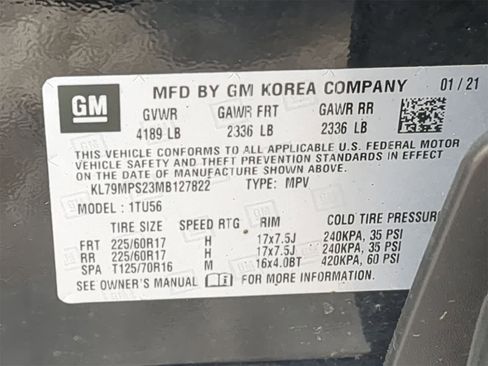 MFD BY GM KOREA COMPANY 01 / 21
GM
GVWR GAWR FRT GAWR RR
4189 LB 2336 LB 2336 LB
THIS VEHICLE CONFORMS TO ALL APPLICABLE U.S. FEDERAL MOTOR
VEHICLE SAFETY AND THEFT PREVENTION STANDARDS IN EFFECT
ON THE DATE OF MANUFACTURE SHOWN ABOVE.
KL79MPS23MB127822 TYPE: MPV
MODEL : 1TU56
TIRE SIZE SPEED RTG RIM COLD TIRE PRESSURE
FRT 225/60R17 H 17x7.5J 240KPA, 35 PSI
RR 225/60R17 H 17x7.5J 240KPA, 35 PSI
SPA T125/70R16 M 16x4.0BT 420KPA, 60 PSI
SEE OWNER'S MANUAL FOR MORE INFORMATION.